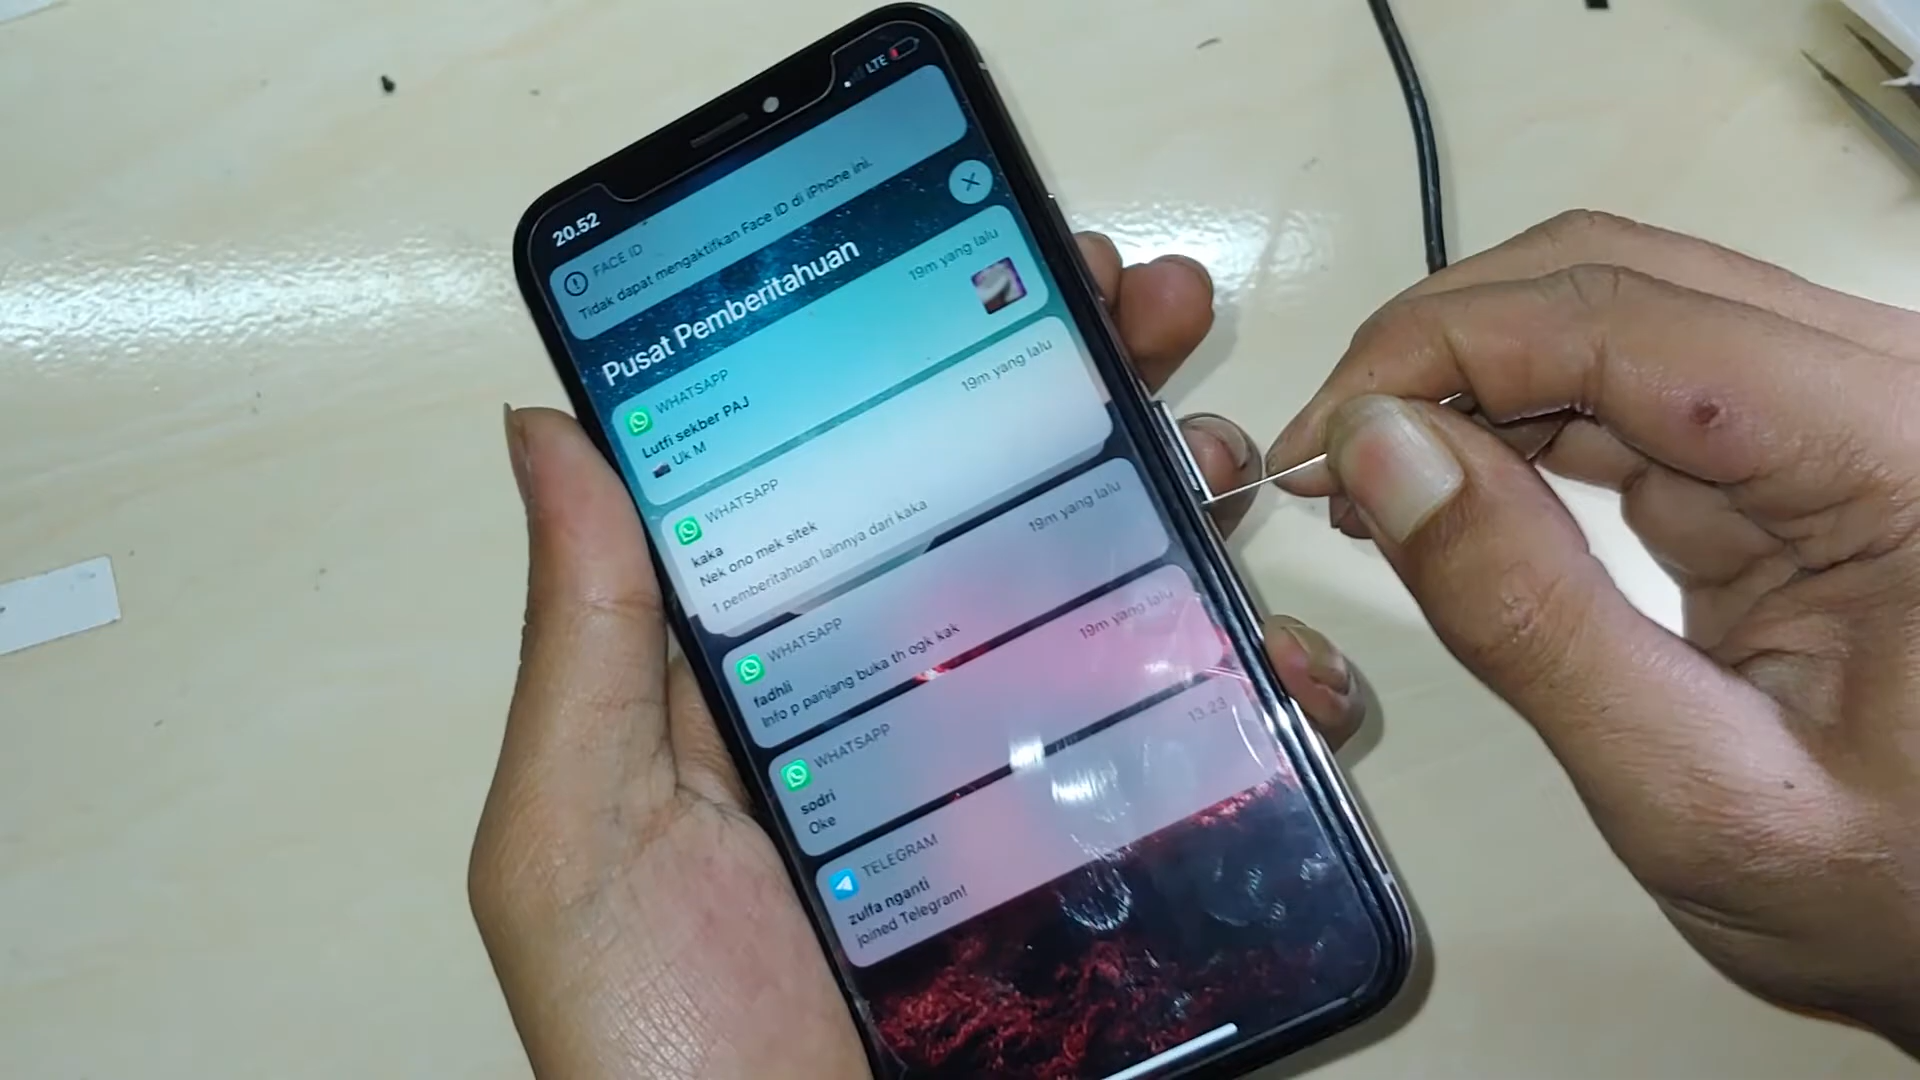 20.52
LTE
FACE ID
Tidak dapat mengaktifkan Face ID di iPhone ini.
Pusat Pemberitahuan
WHATSAPP
19m yang lalu
Lutfi sekber PAJ
Uk M
WHATSAPP
19m yang lalu
kaka
Nek ono mek sitek
1 pemberitahuan lainnya dari kaka
WHATSAPP
19m yang lalu
fadhli
Info p panjang buka th ogk kak
WHATSAPP
19m yang lalu
sodri
Oke
TELEGRAM
13.23
zulfa nganti
joined Telegram!